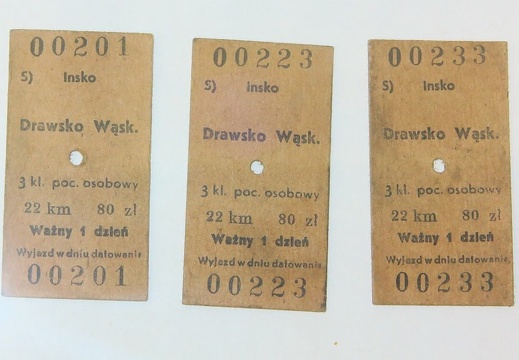 00201
S) Insko
Drawsko Wąsk.
3 kl. poc. osobowy
22 km 80 zł
Ważny 1 dzień
Wyjazd w dniu datowania
00201
00223
S) Insko
Drawsko Wąsk.
3 kl. poc. osobowy
22 km 80 zł
Ważny 1 dzień
Wyjazd w dniu datowania
00223
00233
S) Insko
Drawsko Wąsk.
3 kl. poc. osobowy
22 km 80 zł
Ważny 1 dzień
Wyjazd w dniu datowania.
00233